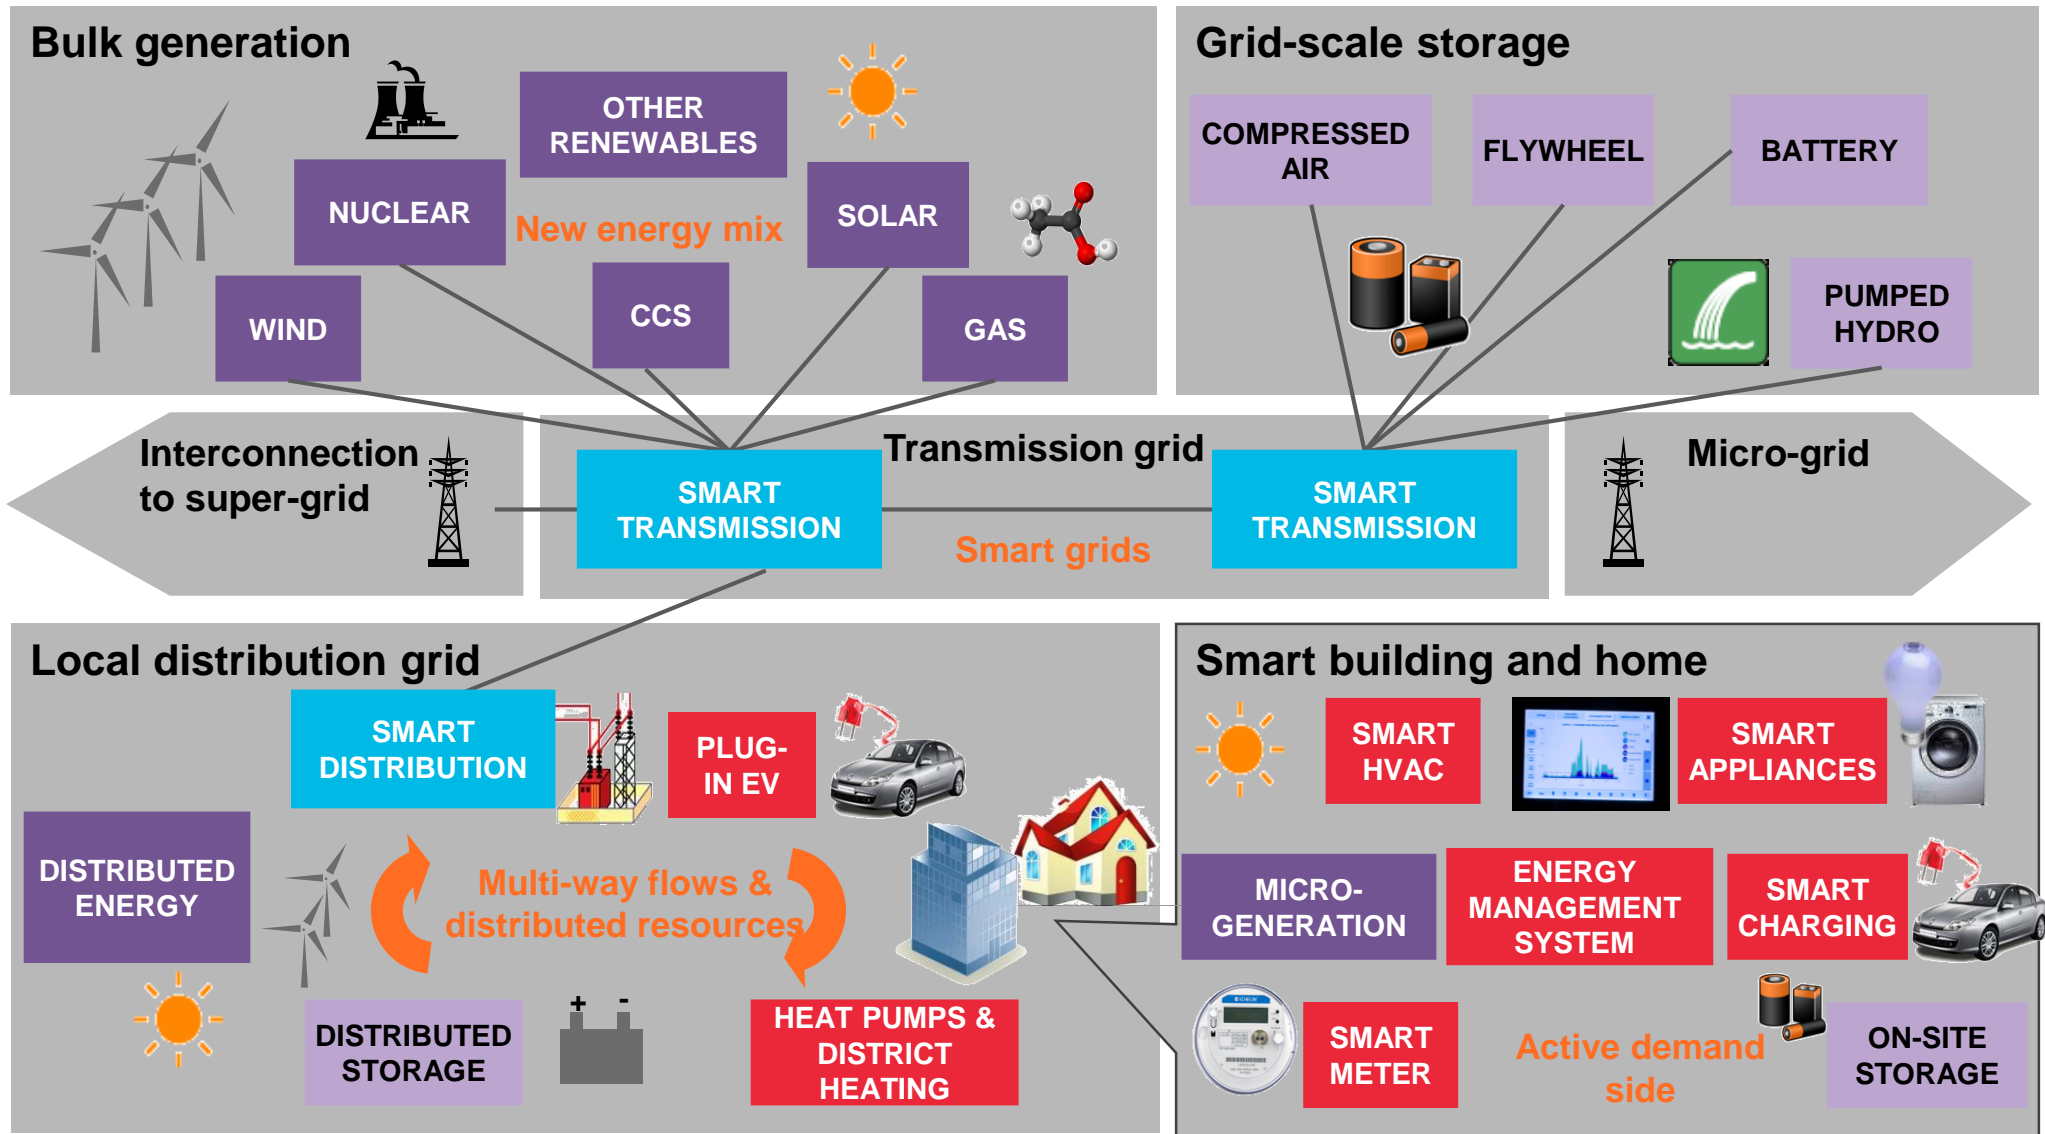 Bulk generation
OTHER
RENEWABLES
NUCLEAR
New energy mix
SOLAR
WIND
CCS
GAS
Grid-scale storage
COMPRESSED
AIR
FLYWHEEL
BATTERY
PUMPED
HYDRO
Interconnection
to super-grid
Transmission grid
SMART
TRANSMISSION
Smart grids
SMART
TRANSMISSION
Micro-grid
Local distribution grid
SMART
DISTRIBUTION
PLUG-
IN EV
DISTRIBUTED
ENERGY
Multi-way flows &
distributed resources
DISTRIBUTED
STORAGE
+ -
HEAT PUMPS &
DISTRICT
HEATING
Smart building and home
SMART
HVAC
SMART
APPLIANCES
MICRO-
GENERATION
ENERGY
MANAGEMENT
SYSTEM
SMART
CHARGING
SMART
METER
Active demand
side
ON-SITE
STORAGE